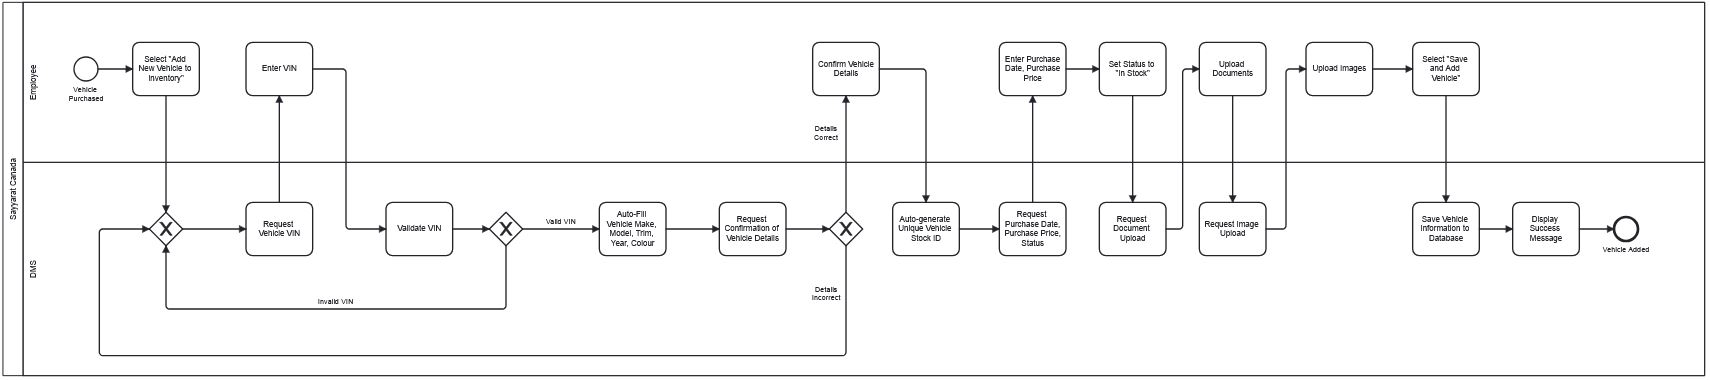 Sayyarat Canada
Employee
Vehicle
Purchased
Select "Add
New Vehicle to
Inventory"
Enter VIN
Confirm Vehicle
Details
Enter Purchase
Date, Purchase
Price
Set Status to
"In Stock"
Upload
Documents
Upload Images
Select "Save
and Add
Vehicle"
Details
Correct
DMS
X
Request
Vehicle VIN
Validate VIN
X
Valid VIN
Auto-Fill
Vehicle Make,
Model, Trim,
Year, Colour
Request
Confirmation of
Vehicle Details
X
Auto-generate
Unique Vehicle
Stock ID
Request
Purchase Date,
Purchase Price,
Status
Request
Document
Upload
Request Image
Upload
Save Vehicle
Information to
Database
Display
Success
Message
Vehicle Added
Invalid VIN
Details
Incorrect